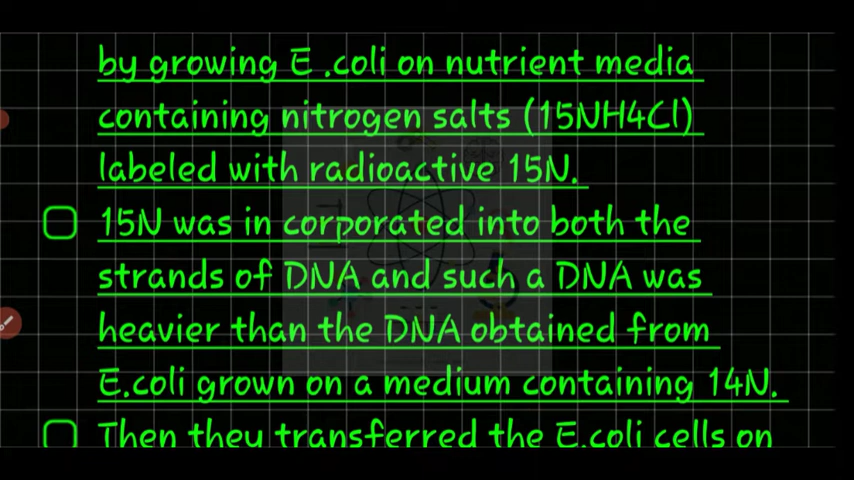 by growing E .coli on nutrient media
containing nitrogen salts (15NH4Cl)
labeled with radioactive 15N.
15N was in corporated into both the
strands of DNA and such a DNA was
heavier than the DNA obtained from
E.coli grown on a medium containing 14N.
Then they transferred the E.coli cells on